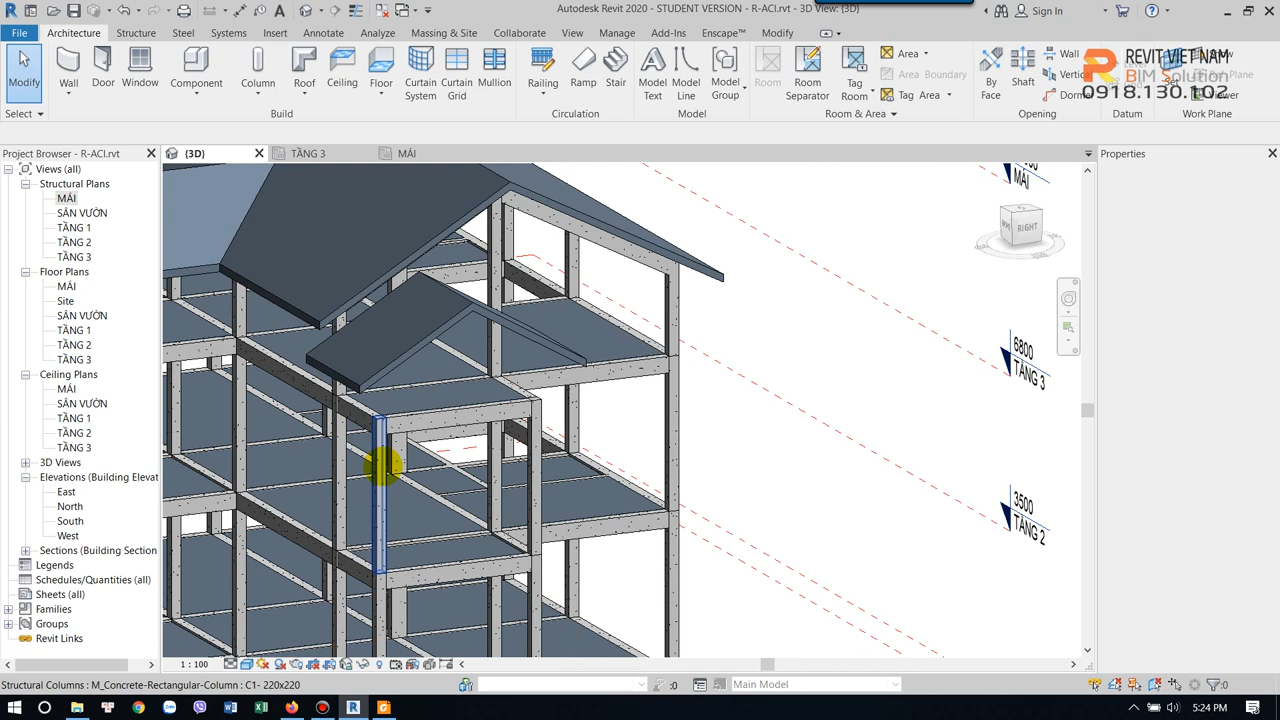 Autodesk Revit 2020 - STUDENT VERSION - R-ACI.rvt - 3D View: {3D}
Sign In
File Architecture Structure Steel Systems Insert Annotate Analyze Massing & Site Collaborate View Manage Add-Ins Enscape™ Modify
Modify Wall Door Window Component Column Roof Ceiling Floor Curtain System Curtain Grid Mullion Railing Ramp Stair Model Text Model Line Model Group Room Room Separator Tag Room
Area
Area Boundary
Tag Area
By Face Shaft Wall
Vertical
Dormer
Viewer
REVIT VIET NAM
BIM Solution
0918.130.102
Select Build Circulation Model Room & Area Opening Datum Work Plane
Project Browser - R-ACI.rvt
{3D} TẦNG 3 MÁI
Properties
Views (all)
Structural Plans
MÁI
SÂN VƯỜN
TẦNG 1
TẦNG 2
TẦNG 3
Floor Plans
MÁI
Site
SÂN VƯỜN
TẦNG 1
TẦNG 2
TẦNG 3
Ceiling Plans
MÁI
SÂN VƯỜN
TẦNG 1
TẦNG 2
TẦNG 3
3D Views
Elevations (Building Elevat
East
North
South
West
Sections (Building Section
Legends
Schedules/Quantities (all)
Sheets (all)
Families
Groups
Revit Links
MÁI
RIGHT
6800
TẦNG 3
3500
TẦNG 2
1 : 100
Structural Columns : M_Concrete-Rectangular-Column : C1- 220x220
:0
Main Model
:0
5:24 PM